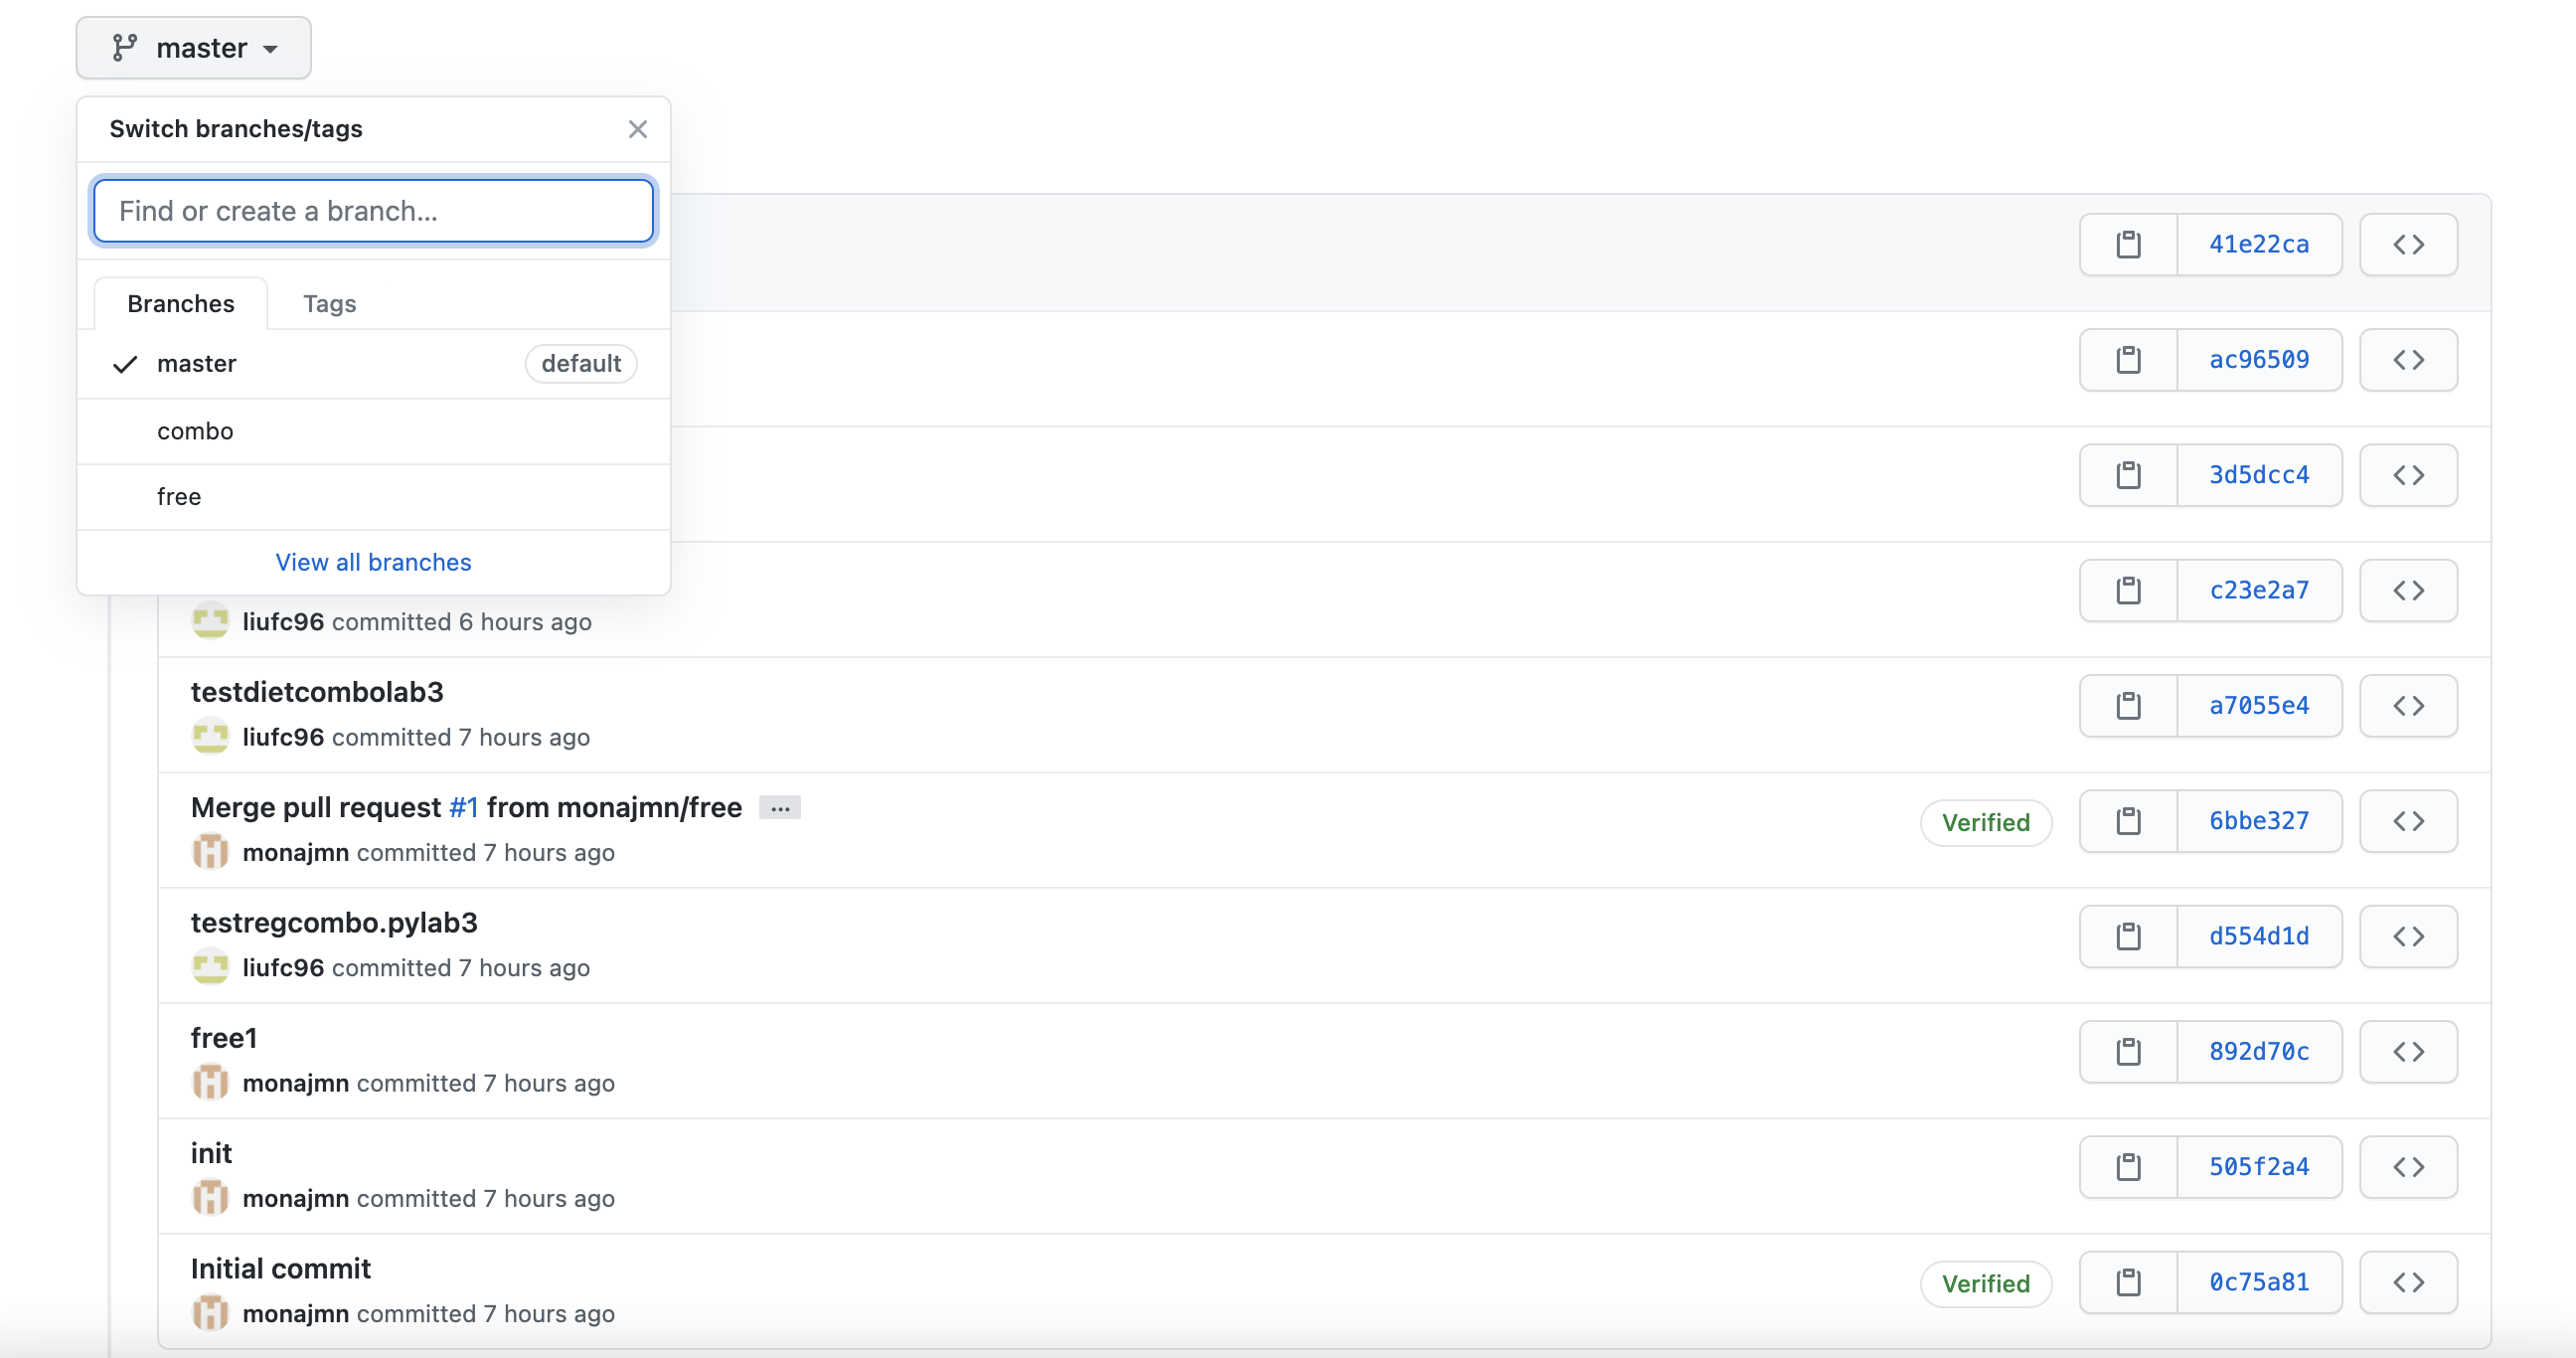 master
Switch branches/tags
Find or create a branch...
Branches
Tags
master
default
combo
free
View all branches
41e22ca
ac96509
3d5dcc4
c23e2a7
liufc96 committed 6 hours ago
testdietcombolab3
liufc96 committed 7 hours ago
a7055e4
Merge pull request #1 from monajmn/free ...
monajmn committed 7 hours ago
Verified
6bbe327
testregcombo.pylab3
liufc96 committed 7 hours ago
d554d1d
free1
monajmn committed 7 hours ago
892d70c
init
monajmn committed 7 hours ago
505f2a4
Initial commit
monajmn committed 7 hours ago
Verified
0c75a81